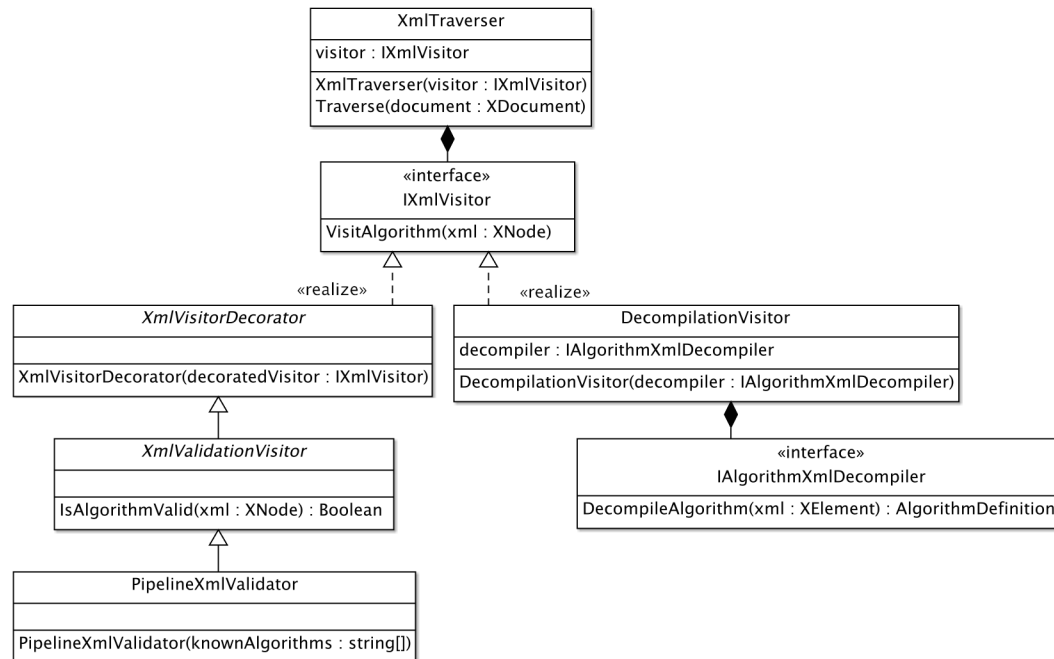 XmlTraverser
visitor : IXmlVisitor
XmlTraverser(visitor : IXmlVisitor)
Traverse(document : XDocument)
«interface»
IXmlVisitor
VisitAlgorithm(xml : XNode)
«realize»
«realize»
XmlVisitorDecorator
XmlVisitorDecorator(decoratedVisitor : IXmlVisitor)
DecompilationVisitor
decompiler : IAlgorithmXmlDecompiler
DecompilationVisitor(decompiler : IAlgorithmXmlDecompiler)
XmlValidationVisitor
IsAlgorithmValid(xml : XNode) : Boolean
«interface»
IAlgorithmXmlDecompiler
DecompileAlgorithm(xml : XElement) : AlgorithmDefinition
PipelineXmlValidator
PipelineXmlValidator(knownAlgorithms : string[])